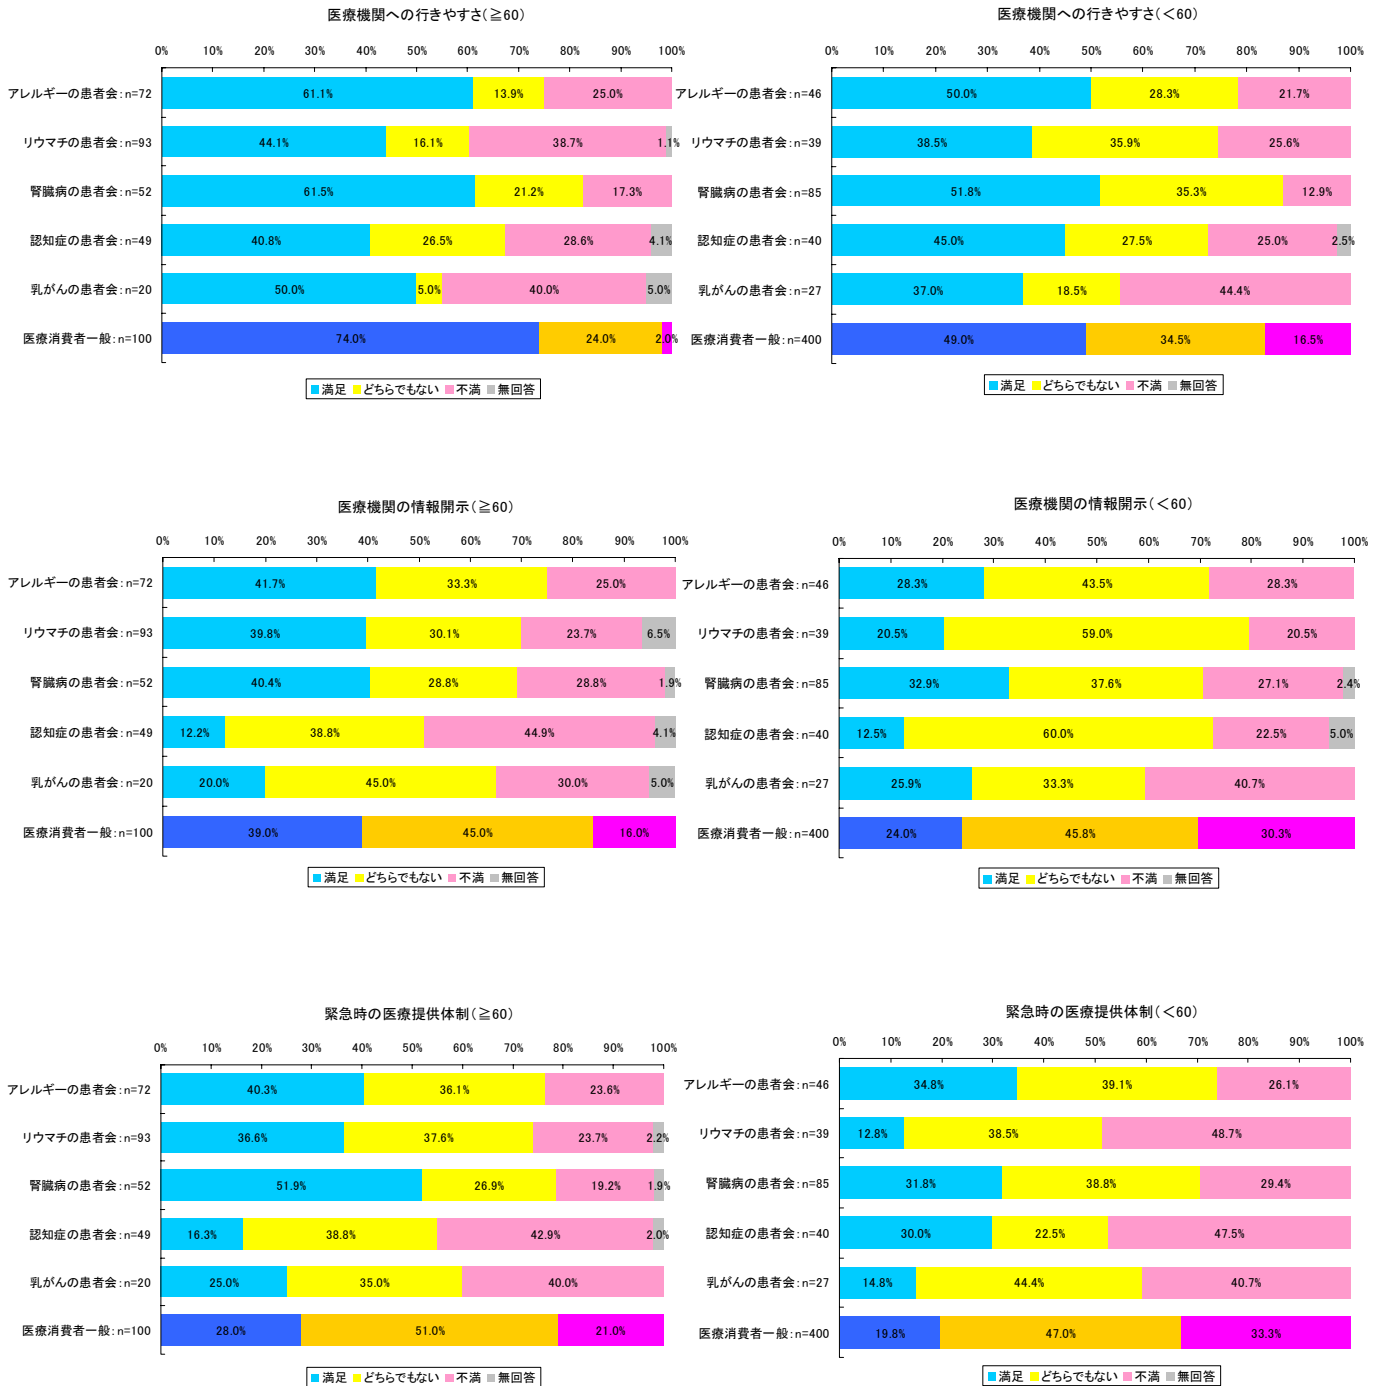 医療機関への行きやすさ(≧60)
0% 10% 20% 30% 40% 50% 60% 70% 80% 90% 100%
アレルギーの患者会:n=72 61.1% 13.9% 25.0%
リウマチの患者会:n=93 44.1% 16.1% 38.7% 1.1%
腎臓病の患者会:n=52 61.5% 21.2% 17.3%
認知症の患者会:n=49 40.8% 26.5% 28.6% 4.1%
乳がんの患者会:n=20 50.0% 5.0% 40.0% 5.0%
医療消費者一般:n=100 74.0% 24.0% 2.0%
満足 どちらでもない 不満 無回答
医療機関への行きやすさ(<60)
0% 10% 20% 30% 40% 50% 60% 70% 80% 90% 100%
アレルギーの患者会:n=46 50.0% 28.3% 21.7%
リウマチの患者会:n=39 38.5% 35.9% 25.6%
腎臓病の患者会:n=85 51.8% 35.3% 12.9%
認知症の患者会:n=40 45.0% 27.5% 25.0% 2.5%
乳がんの患者会:n=27 37.0% 18.5% 44.4%
医療消費者一般:n=400 49.0% 34.5% 16.5%
満足 どちらでもない 不満 無回答
医療機関の情報開示(≧60)
0% 10% 20% 30% 40% 50% 60% 70% 80% 90% 100%
アレルギーの患者会:n=72 41.7% 33.3% 25.0%
リウマチの患者会:n=93 39.8% 30.1% 23.7% 6.5%
腎臓病の患者会:n=52 40.4% 28.8% 28.8% 1.9%
認知症の患者会:n=49 12.2% 38.8% 44.9% 4.1%
乳がんの患者会:n=20 20.0% 45.0% 30.0% 5.0%
医療消費者一般:n=100 39.0% 45.0% 16.0%
満足 どちらでもない 不満 無回答
医療機関の情報開示(<60)
0% 10% 20% 30% 40% 50% 60% 70% 80% 90% 100%
アレルギーの患者会:n=46 28.3% 43.5% 28.3%
リウマチの患者会:n=39 20.5% 59.0% 20.5%
腎臓病の患者会:n=85 32.9% 37.6% 27.1% 2.4%
認知症の患者会:n=40 12.5% 60.0% 22.5% 5.0%
乳がんの患者会:n=27 25.9% 33.3% 40.7%
医療消費者一般:n=400 24.0% 45.8% 30.3%
満足 どちらでもない 不満 無回答
緊急時の医療提供体制(≧60)
0% 10% 20% 30% 40% 50% 60% 70% 80% 90% 100%
アレルギーの患者会:n=72 40.3% 36.1% 23.6%
リウマチの患者会:n=93 36.6% 37.6% 23.7% 2.2%
腎臓病の患者会:n=52 51.9% 26.9% 19.2% 1.9%
認知症の患者会:n=49 16.3% 38.8% 42.9% 2.0%
乳がんの患者会:n=20 25.0% 35.0% 40.0%
医療消費者一般:n=100 28.0% 51.0% 21.0%
満足 どちらでもない 不満 無回答
緊急時の医療提供体制(<60)
0% 10% 20% 30% 40% 50% 60% 70% 80% 90% 100%
アレルギーの患者会:n=46 34.8% 39.1% 26.1%
リウマチの患者会:n=39 12.8% 38.5% 48.7%
腎臓病の患者会:n=85 31.8% 38.8% 29.4%
認知症の患者会:n=40 30.0% 22.5% 47.5%
乳がんの患者会:n=27 14.8% 44.4% 40.7%
医療消費者一般:n=400 19.8% 47.0% 33.3%
満足 どちらでもない 不満 無回答